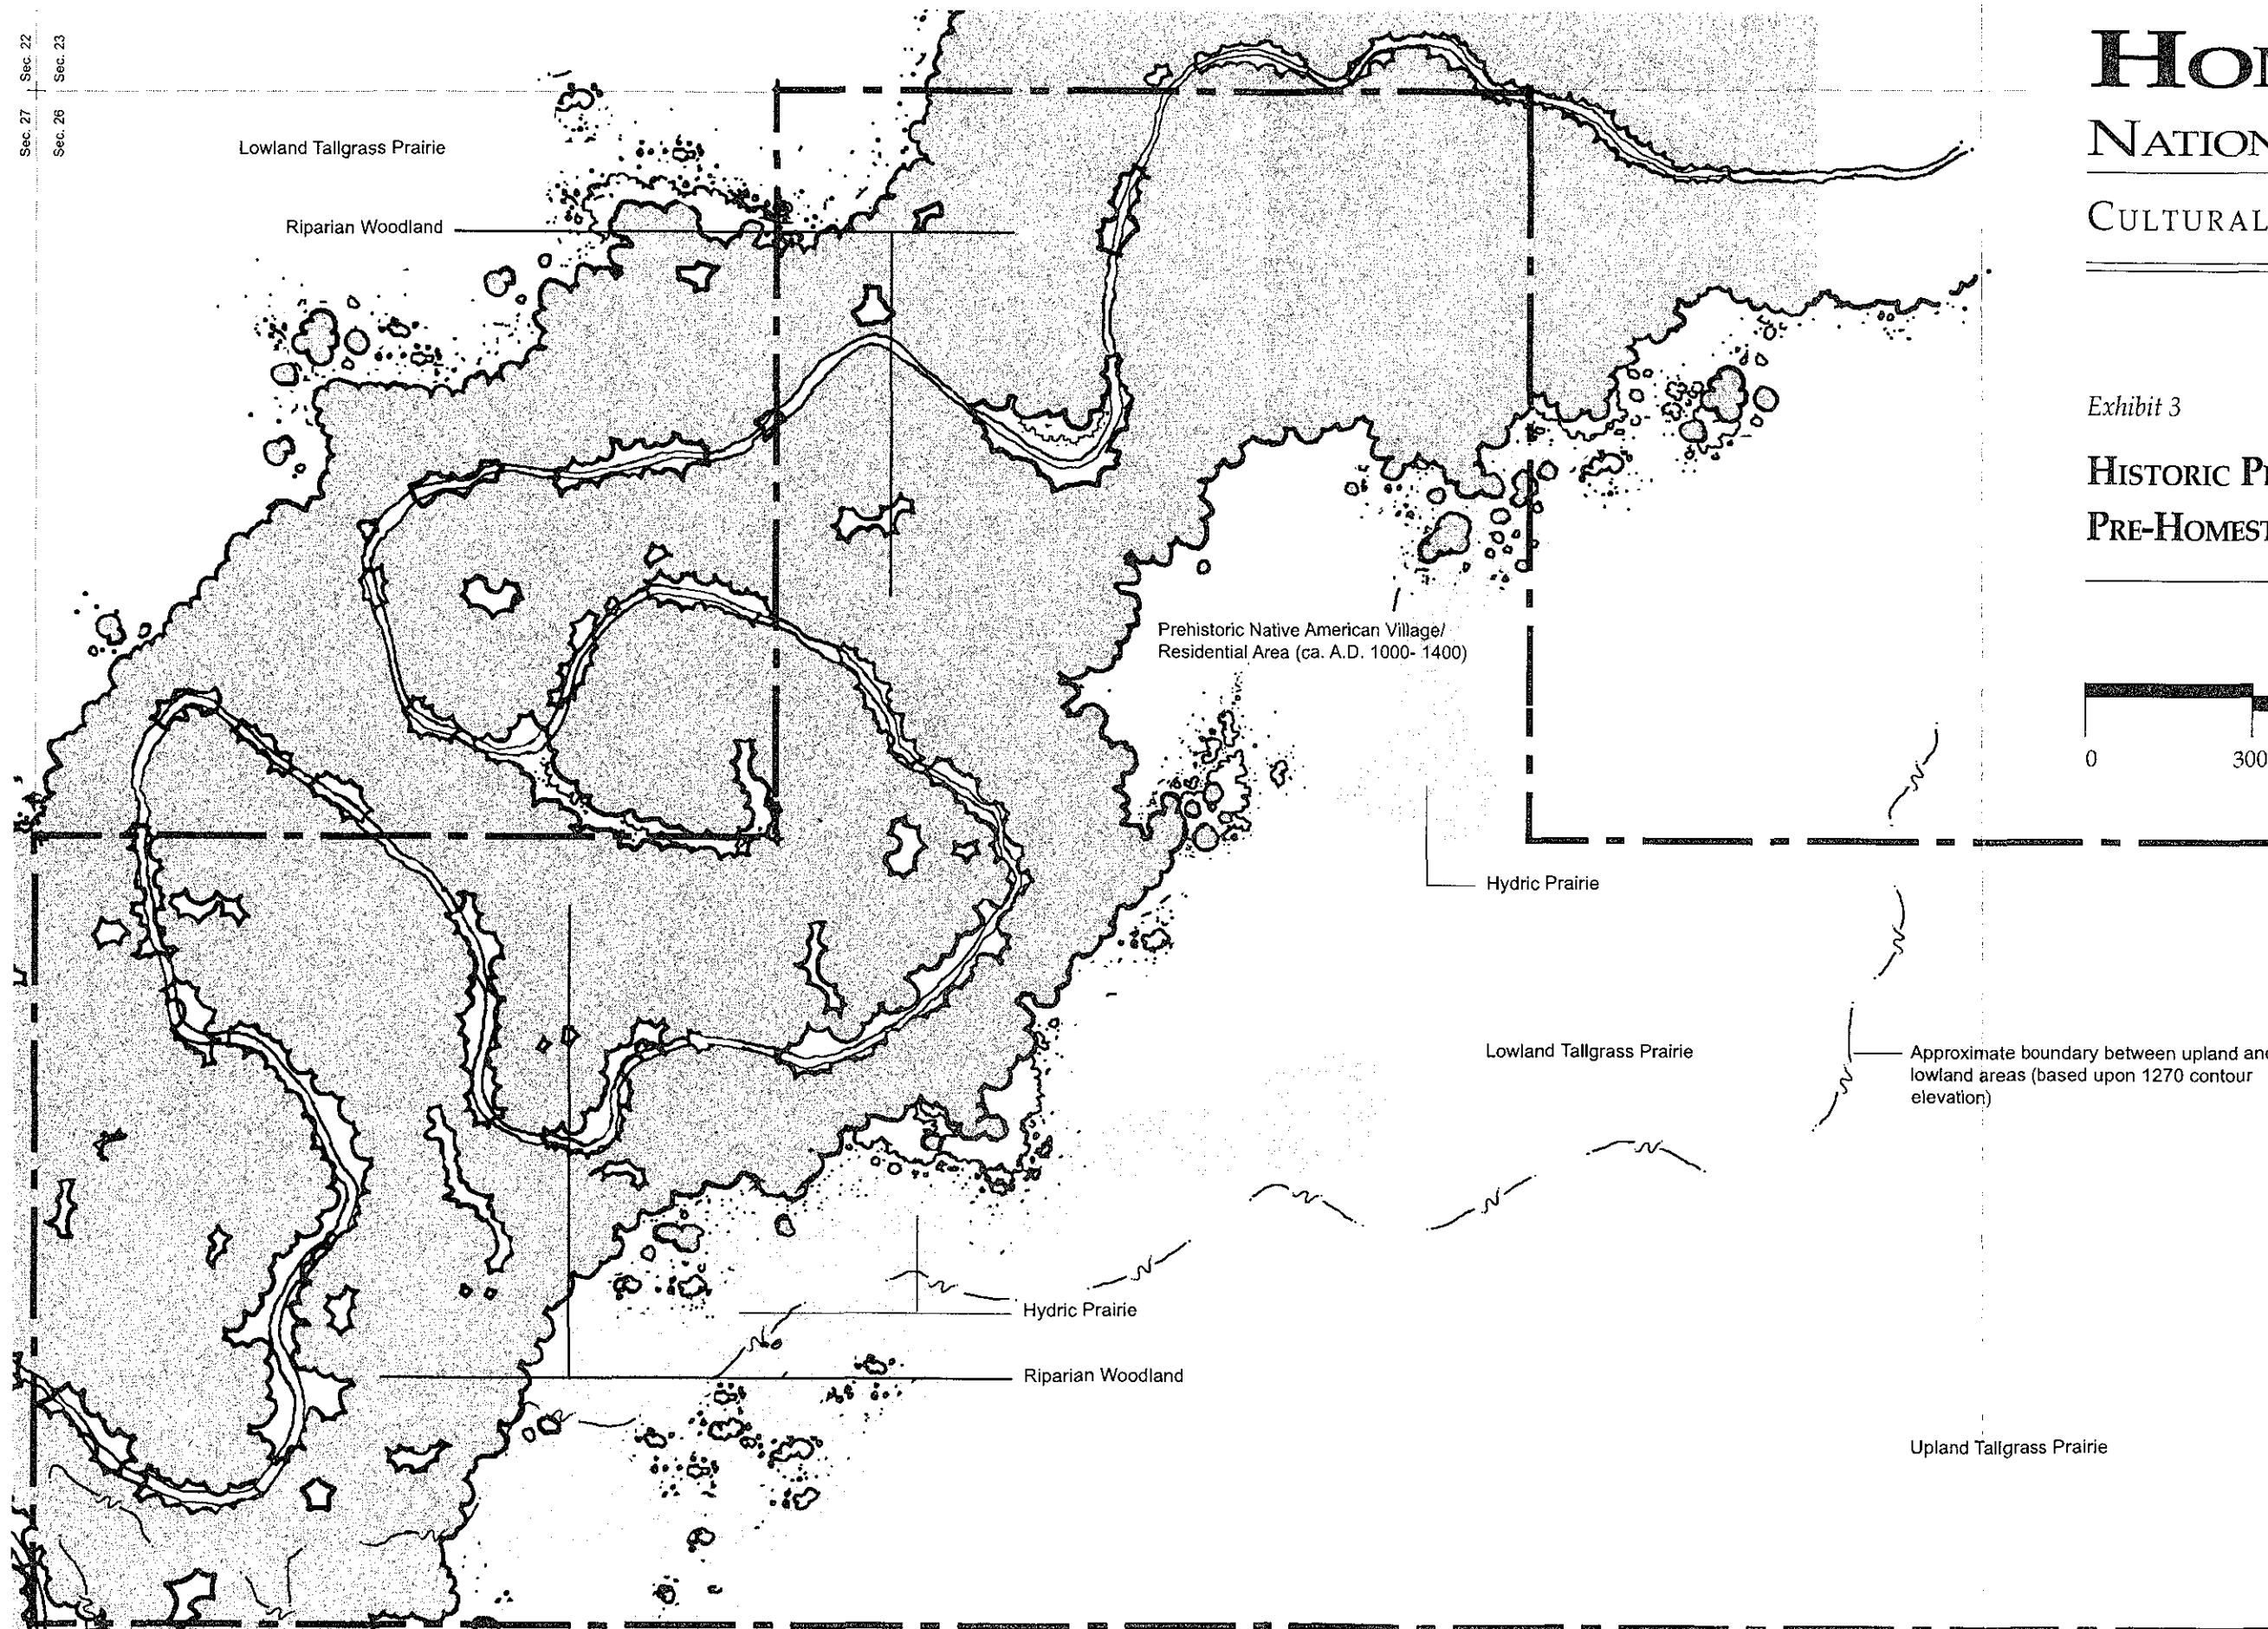 Sec. 22
Sec. 23
Sec. 27
Sec. 26
Lowland Tallgrass Prairie
Riparian Woodland
Prehistoric Native American Village/
Residential Area (ca. A.D. 1000- 1400)
Hydric Prairie
Lowland Tallgrass Prairie
Approximate boundary between upland and
lowland areas (based upon 1270 contour
elevation)
Hydric Prairie
Riparian Woodland
Upland Tallgrass Prairie
HOM
NATION
CULTURAL
Exhibit 3
HISTORIC P
PRE-HOMEST
0 300